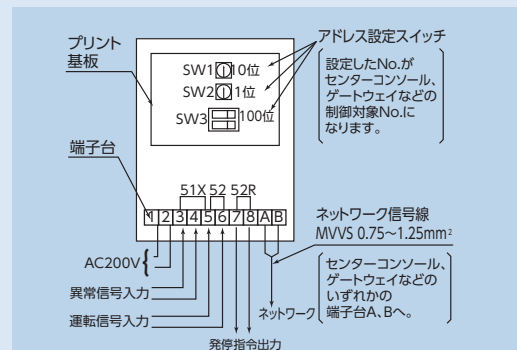 プリント
基板
SW1 10位
SW2 1位
SW3 100位
アドレス設定スイッチ
設定したNo.が
センターコンソール、
ゲートウェイなどの
制御対象No.に
なります。
端子台
51X 52 52R
1 2 3 4 5 6 7 8 A B
AC200V
異常信号入力
運転信号入力
発停指令出力
ネットワーク
ネットワーク信号線
MVVS 0.75~1.25mm²
センターコンソール、
ゲートウェイなどの
いずれかの
端子台A、Bへ。